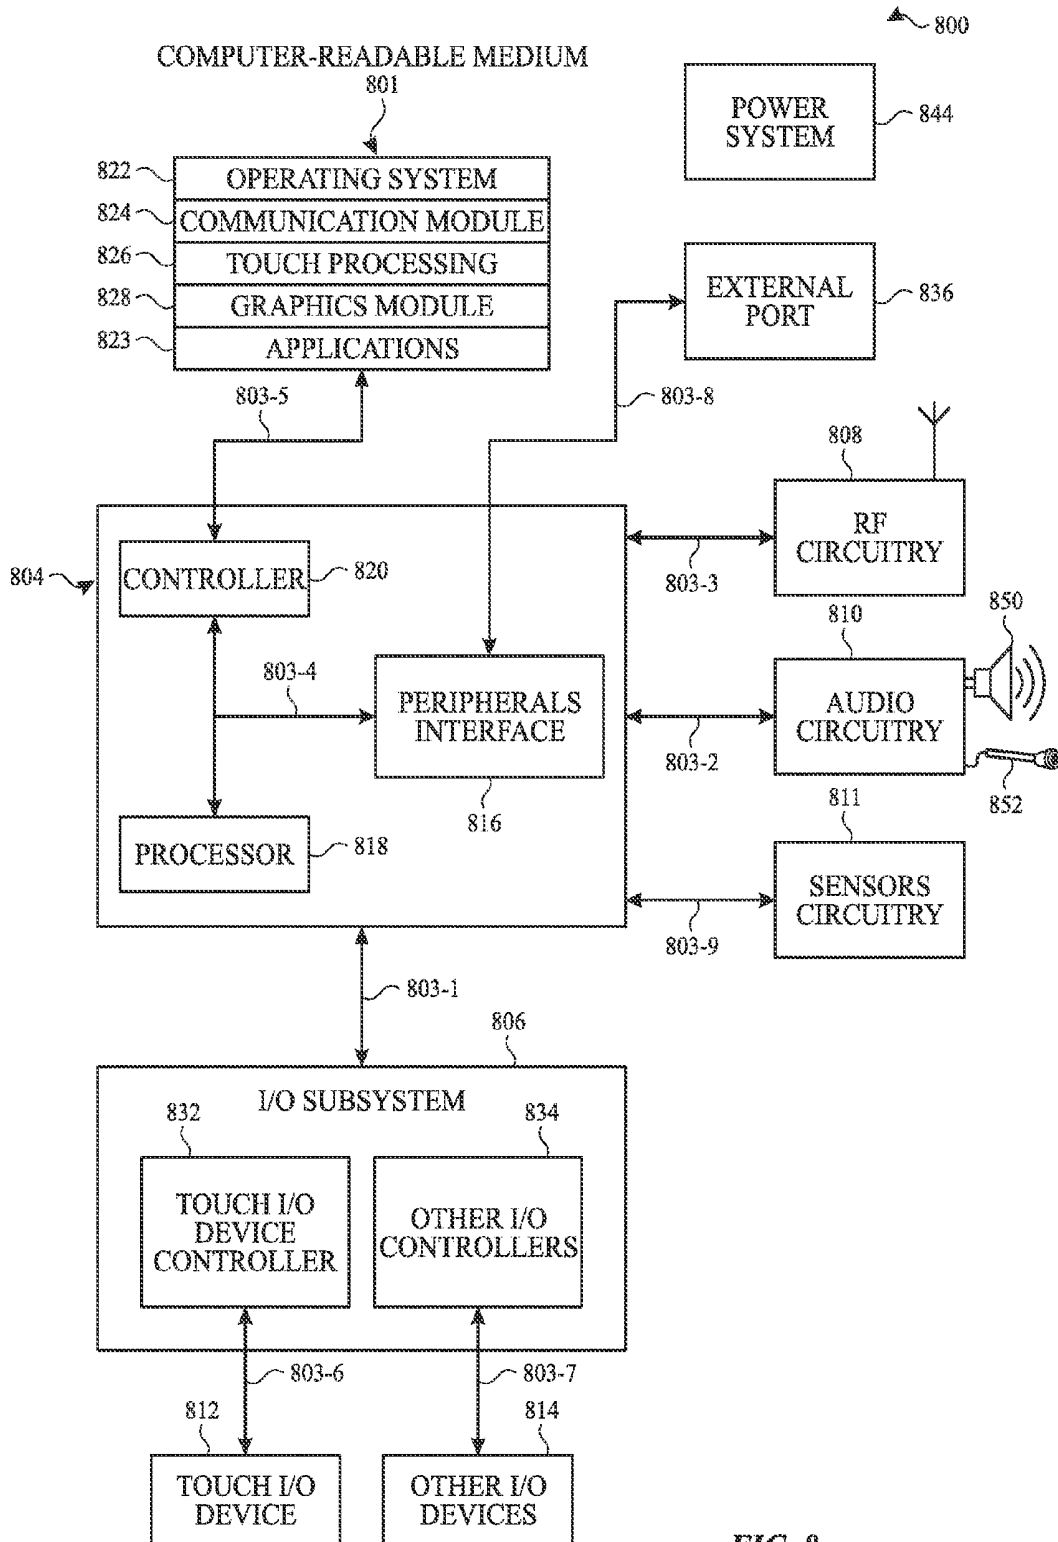 800
COMPUTER-READABLE MEDIUM
801
POWER
SYSTEM
844
822
OPERATING SYSTEM
824
COMMUNICATION MODULE
826
TOUCH PROCESSING
828
GRAPHICS MODULE
823
APPLICATIONS
EXTERNAL
PORT
836
803-5
803-8
808
RF
CIRCUITRY
804
CONTROLLER
820
803-3
810
850
803-4
PERIPHERALS
INTERFACE
AUDIO
CIRCUITRY
803-2
852
816
811
PROCESSOR
818
SENSORS
CIRCUITRY
803-9
803-1
806
I/O SUBSYSTEM
832
834
TOUCH I/O
DEVICE
CONTROLLER
OTHER I/O
CONTROLLERS
803-6
803-7
812
814
TOUCH I/O
DEVICE
OTHER I/O
DEVICES
FIG. 8